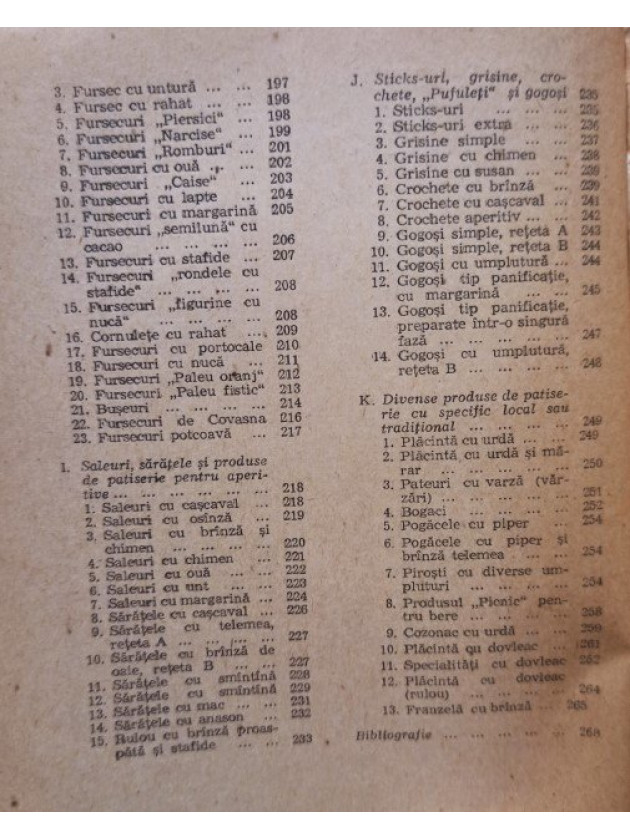 3. Fursec cu untură ... ... 197
4. Fursec cu rahat ... ... 198
5. Fursecuri „Piersici“ ... 198
6. Fursecuri „Narcise“ ... 199
7. Fursecuri „Romburi“ ... 201
8. Fursecuri cu ouă ... ... 202
9. Fursecuri „Caise“ ... 203
10. Fursecuri cu lapte ... 204
11. Fursecuri cu margarină 205
12. Fursecuri „semilună“ cu
cacao ... ... ... ... 206
13. Fursecuri cu stafide ... 207
14. Fursecuri „rondele cu
stafide“ ... ... ... ... 208
15. Fursecuri „figurine cu
nucă“ ... ... ... ... 208
16. Cornulețe cu rahat ... 209
17. Fursecuri cu portocale 210
18. Fursecuri cu nucă ... 211
19. Fursecuri „Paleu oranj“ 212
20. Fursecuri „Paleu fistic“ 213
21. Bușeuri ... ... ... ... 214
22. Fursecuri de Covasna 216
23. Fursecuri potcoavă ... 217
I. Saleuri, sărățele și produse
de patiserie pentru aperi-
tive ... ... ... ... ... ... 218
1. Saleuri cu cașcaval ... 218
2. Saleuri cu osînză ... 219
3. Saleuri cu brînză și
chimen ... ... ... ... 220
4. Saleuri cu chimen ... 221
5. Saleuri cu ouă ... ... 222
6. Saleuri cu unt ... ... 223
7. Saleuri cu margarină ... 224
8. Sărățele cu cașcaval ... 226
9. Sărățele cu telemea,
rețeta A ... ... ... ... 227
10. Sărățele cu brînză de
oaie, rețeta B ... ... 227
11. Sărățele cu smîntînă 228
12. Sărățele cu smîntînă 229
13. Sărățele cu mac ... ... 231
14. Sărățele cu anason ... 232
15. Rulou cu brînză proas-
pătă și stafide ... ... 233
J. Sticks-uri, grisine, cro-
chete, „Pufuleți“ și gogoși 235
1. Sticks-uri ... ... ... 235
2. Sticks-uri extra ... ... 236
3. Grisine simple ... ... 237
4. Grisine cu chimen ... 238
5. Grisine cu susan ... ... 239
6. Crochete cu brînză ... 239
7. Crochete cu cașcaval ... 241
8. Crochete aperitiv ... ... 242
9. Gogoși simple, rețeta A 243
10. Gogoși simple, rețeta B 244
11. Gogoși cu umplutură ... 244
12. Gogoși tip panificație,
cu margarină ... ... 245
13. Gogoși tip panificație,
preparate într-o singură
fază ... ... ... ... ... 247
14. Gogoși cu umplutură,
rețeta B ... ... ... ... 248
K. Divense produse de patise-
rie cu specific local sau
tradițional ... ... ... ... 249
1. Plăcintă cu urdă ... ... 249
2. Plăcintă cu urdă și mă-
rar ... ... ... ... ... 250
3. Pateuri cu varză (văr-
zări) ... ... ... ... ... 251
4. Bogaci ... ... ... ... 252
5. Pogăcele cu piper ... 254
6. Pogăcele cu piper și
brînză telemea ... ... 254
7. Piroști cu diverse um-
pluituri ... ... ... ... 254
8. Produsul „Picnic“ pen-
tru bere ... ... ... ... 258
9. Cozonac cu urdă ... ...
10. Plăcintă cu dovleac 261
11. Specialități cu dovleac 262
12. Plăcintă cu dovleac
(rulou) ... ... ... ... 264
13. Franzelă cu brînză ... 265
Bibliografie ... ... ... ... ... 268